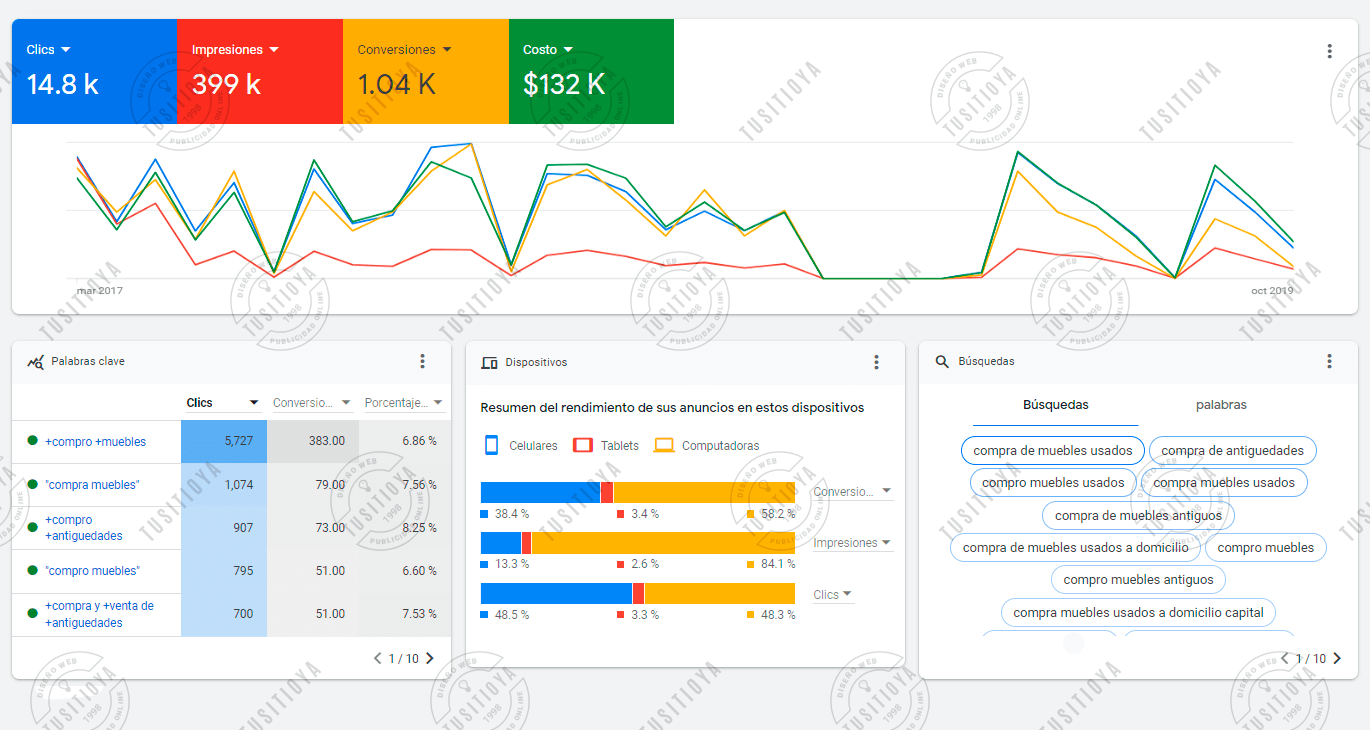 Clics
Impresiones
Conversiones
Costo
14.8 k
399 k
1.04 K
$132 K
mar 2017
oct 2019
Palabras clave
Clics
Conversio...
Porcentaje...
+compro +muebles
5,727
383.00
6.86 %
"compra muebles"
1,074
79.00
7.56 %
+compro
+antiguedades
907
73.00
8.25 %
"compro muebles"
795
51.00
6.60 %
+compra y +venta de
+antiguedades
700
51.00
7.53 %
1 / 10
Dispositivos
Resumen del rendimiento de sus anuncios en estos dispositivos
Celulares
Tablets
Computadoras
Conversio...
38.4 %
3.4 %
58.2 %
Impresiones
13.3 %
2.6 %
84.1 %
Clics
48.5 %
3.3 %
48.3 %
Búsquedas
Búsquedas
palabras
compra de muebles usados
compra de antiguedades
compro muebles usados
compra muebles usados
compra de muebles antiguos
compra de muebles usados a domicilio
compro muebles
compro muebles antiguos
compra muebles usados a domicilio capital
1 / 10
TUSITIOYA
DISEÑO WEB
TUSITIOYA
1998
PUBLICIDAD ONLINE